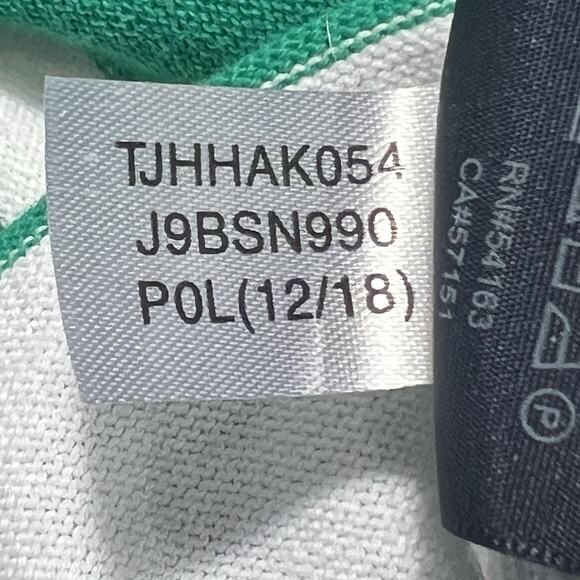 TJHHAK054
J9BSN990
P0L(12/18)
RN#54163
CA#57151
P